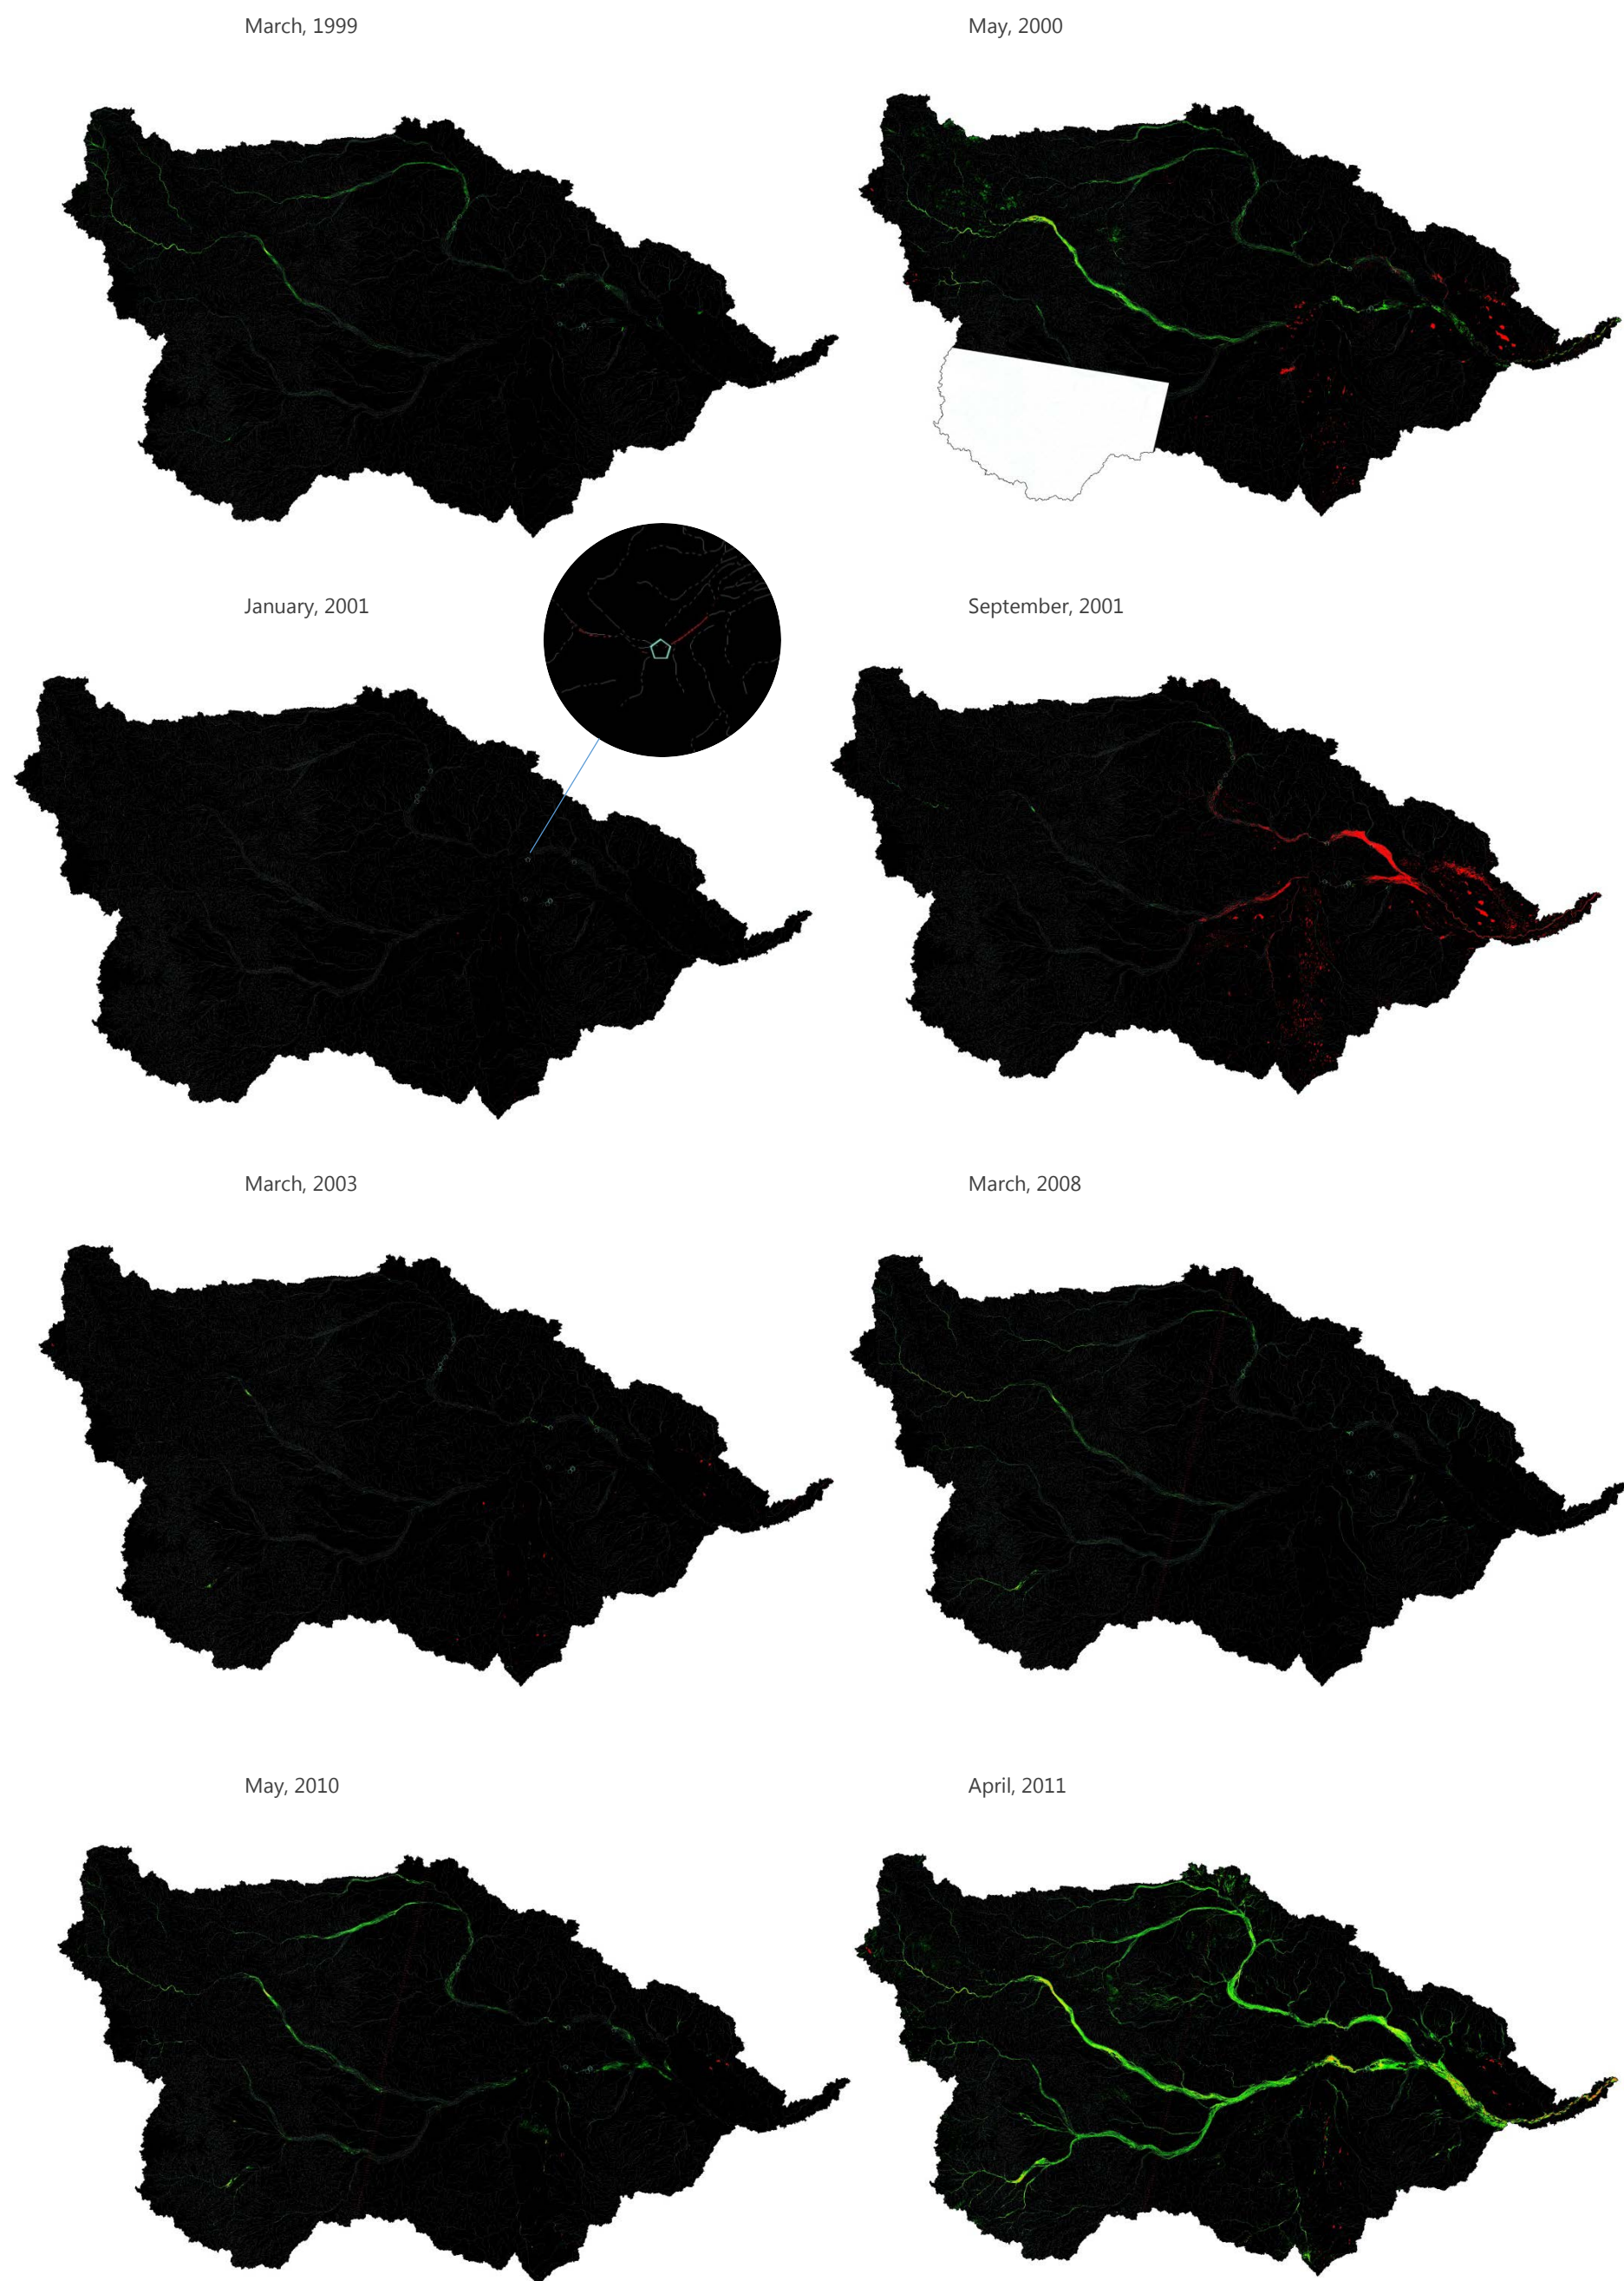 March, 1999
May, 2000
January, 2001
September, 2001
March, 2003
March, 2008
May, 2010
April, 2011